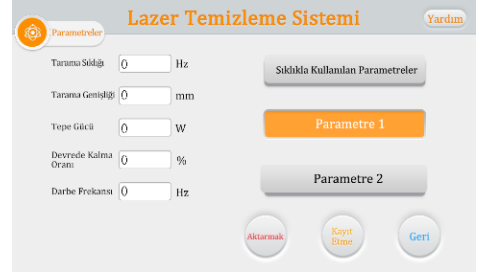 Lazer Temizleme Sistemi
Yardım
Parametreler
Tarama Sıklığı 0 Hz
Sıklıkla Kullanılan Parametreler
Tarama Genişliği 0 mm
Parametre 1
Tepe Gücü 0 W
Devrede Kalma
Oranı 0 %
Parametre 2
Darbe Frekansı 0 Hz
Aktarmak
Kayıt
Etme
Geri